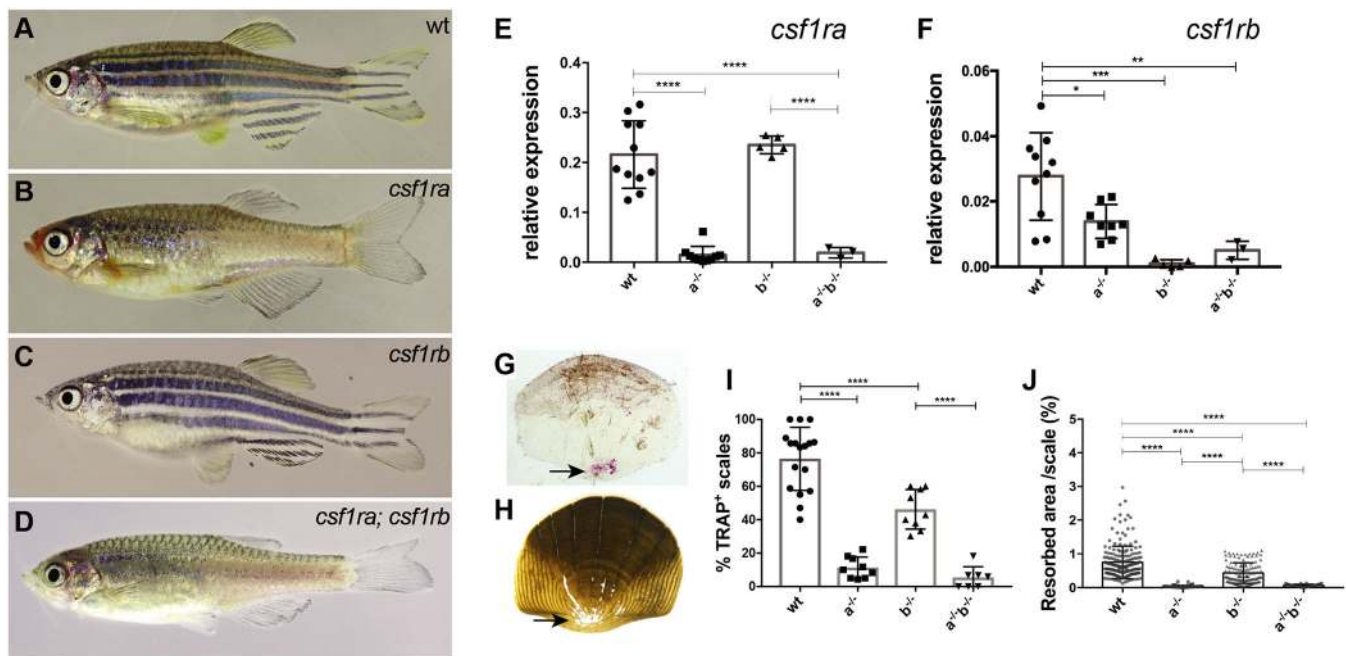 A
wt
B
csf1ra
C
csf1rb
D
csf1ra; csf1rb
E
csf1ra
relative expression
0.4
0.3
0.2
0.1
0.0
****
****
****
wt
a-/-
b-/-
a-/-b-/-
F
csf1rb
relative expression
0.06
0.04
0.02
0.00
**
***
*
wt
a-/-
b-/-
a-/-b-/-
G
H
I
% TRAP+ scales
100
80
60
40
20
0
****
****
****
wt
a-/-
b-/-
a-/-b-/-
J
Resorbed area /scale (%)
5
4
3
2
1
0
****
****
****
****
****
wt
a-/-
b-/-
a-/-b-/-